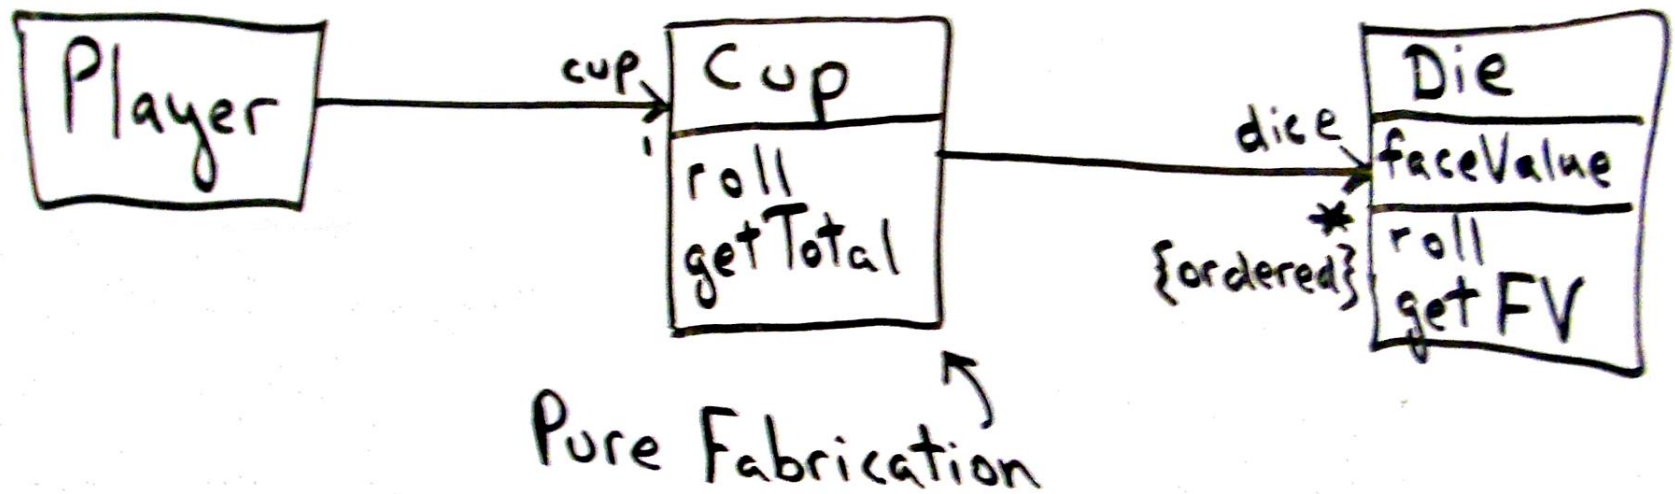 Player
cup
1
Cup
roll
getTotal
dice
*
{ordered}
Die
faceValue
roll
getFV
Pure Fabrication